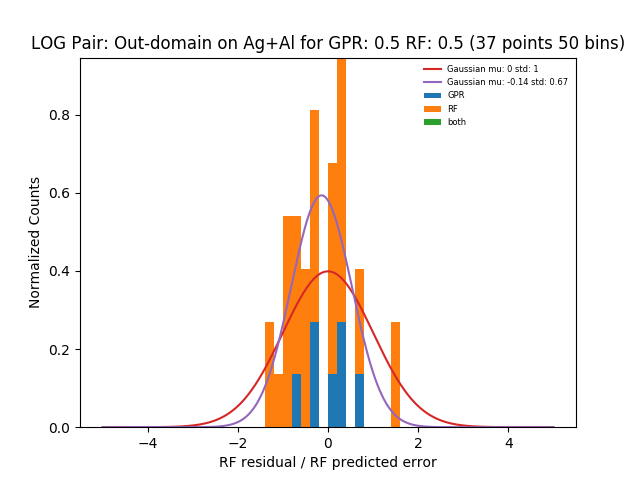 LOG Pair: Out-domain on Ag+Al for GPR: 0.5 RF: 0.5 (37 points 50 bins)
Gaussian mu: 0 std: 1
Gaussian mu: -0.14 std: 0.67
GPR
RF
both
Normalized Counts
0.8
0.6
0.4
0.2
0.0
−4
−2
0
2
4
RF residual / RF predicted error